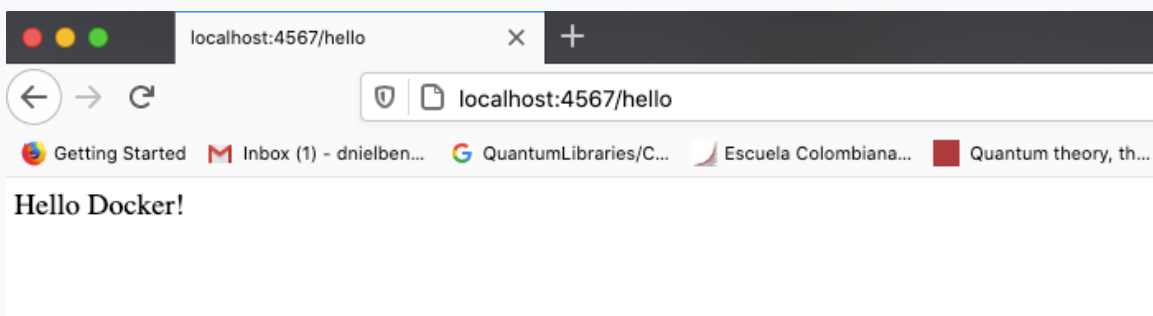 localhost:4567/hello
localhost:4567/hello
Getting Started Inbox (1) - dnielben... QuantumLibraries/C... Escuela Colombiana... Quantum theory, th...
Hello Docker!